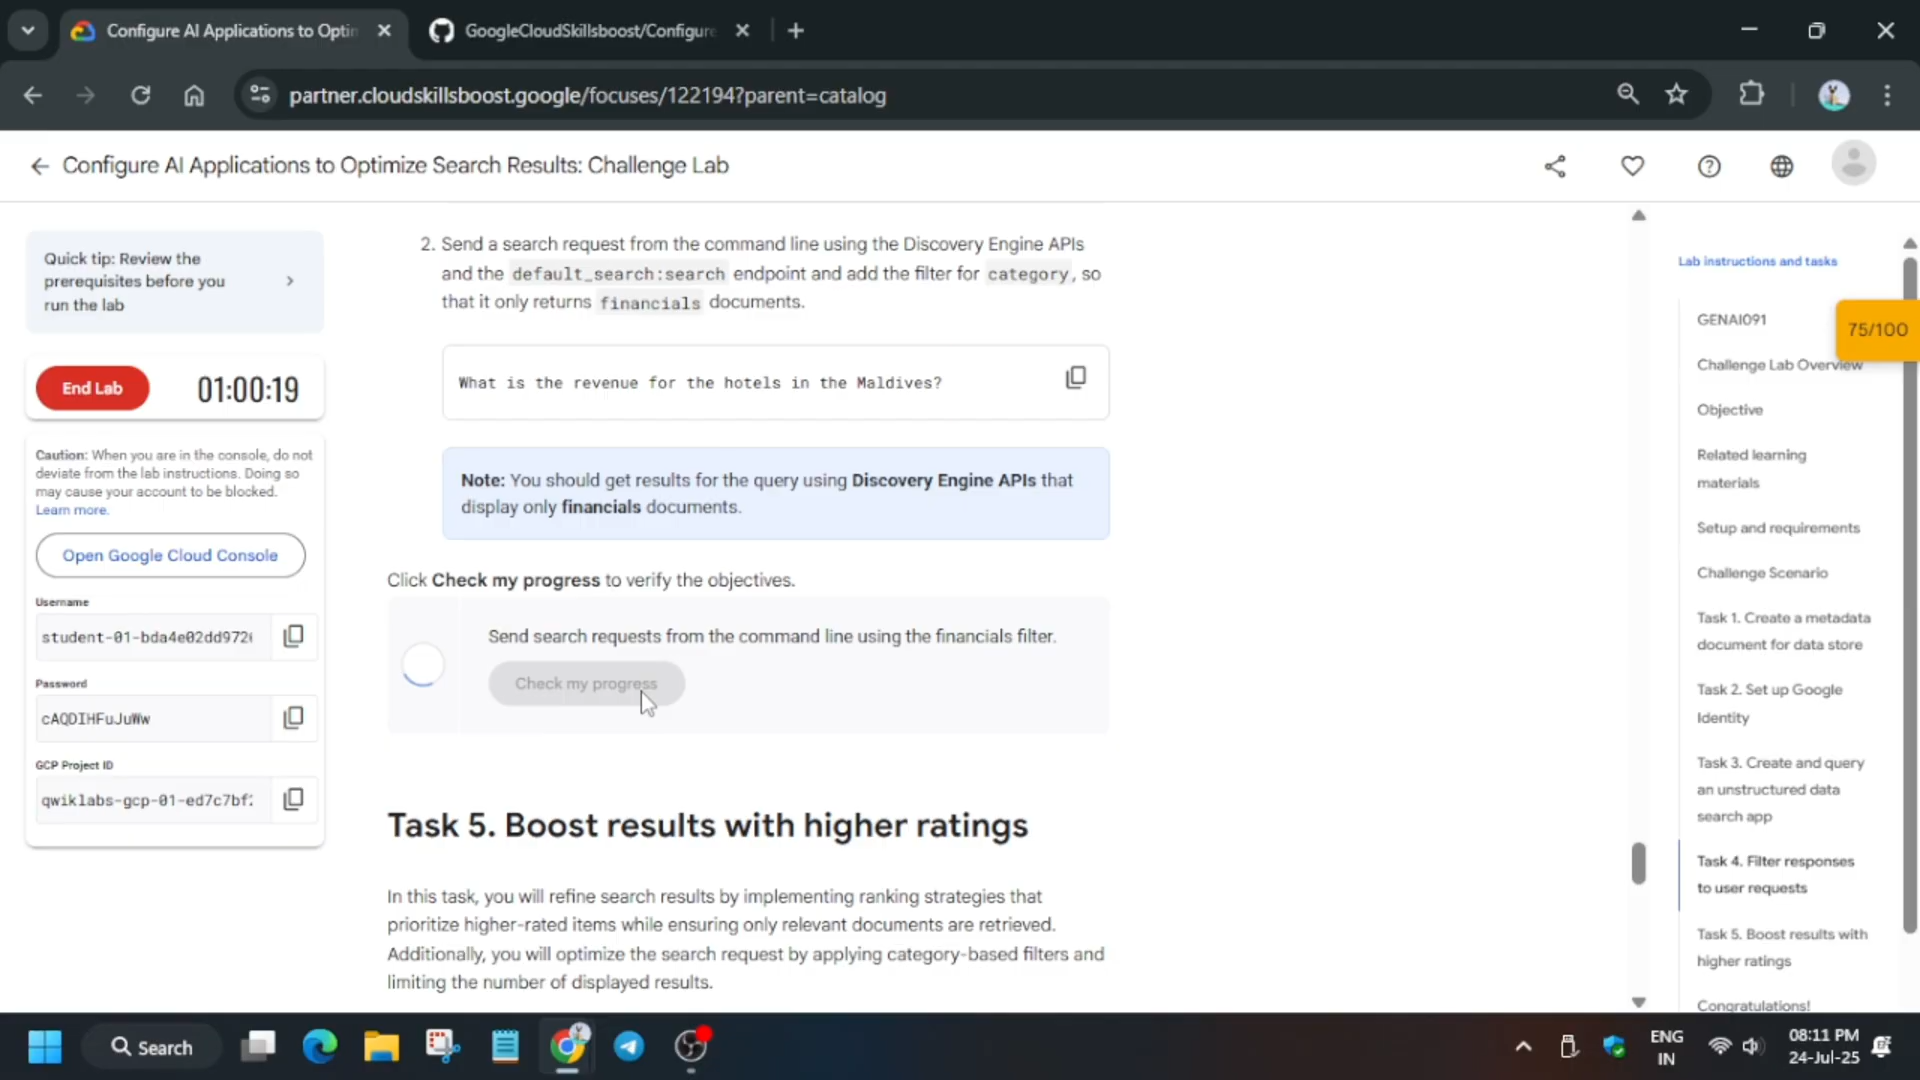 Configure AI Applications to Optin
GoogleCloudSkillsboost/Configure
partner.cloudskillsboost.google/focuses/122194?parent=catalog
Configure AI Applications to Optimize Search Results: Challenge Lab
Quick tip: Review the
prerequisites before you
run the lab
End Lab
01:00:19
Caution: When you are in the console, do not
deviate from the lab instructions. Doing so
may cause your account to be blocked.
Learn more.
Open Google Cloud Console
Username
student-01-bda4e02dd972
Password
cAQDIHFuJuWw
GCP Project ID
qwiklabs-gcp-01-ed7c7bf
2. Send a search request from the command line using the Discovery Engine APIs
and the default_search:search endpoint and add the filter for category, so
that it only returns financials documents.
What is the revenue for the hotels in the Maldives?
Note: You should get results for the query using Discovery Engine APIs that
display only financials documents.
Click Check my progress to verify the objectives.
Send search requests from the command line using the financials filter.
Check my progress
Task 5. Boost results with higher ratings
In this task, you will refine search results by implementing ranking strategies that
prioritize higher-rated items while ensuring only relevant documents are retrieved.
Additionally, you will optimize the search request by applying category-based filters and
limiting the number of displayed results.
Lab instructions and tasks
GENAI091
75/100
Challenge Lab Overview
Objective
Related learning
materials
Setup and requirements
Challenge Scenario
Task 1. Create a metadata
document for data store
Task 2. Set up Google
Identity
Task 3. Create and query
an unstructured data
search app
Task 4. Filter responses
to user requests
Task 5. Boost results with
higher ratings
Congratulations!
Search
ENG
IN
08:11 PM
24-Jul-25